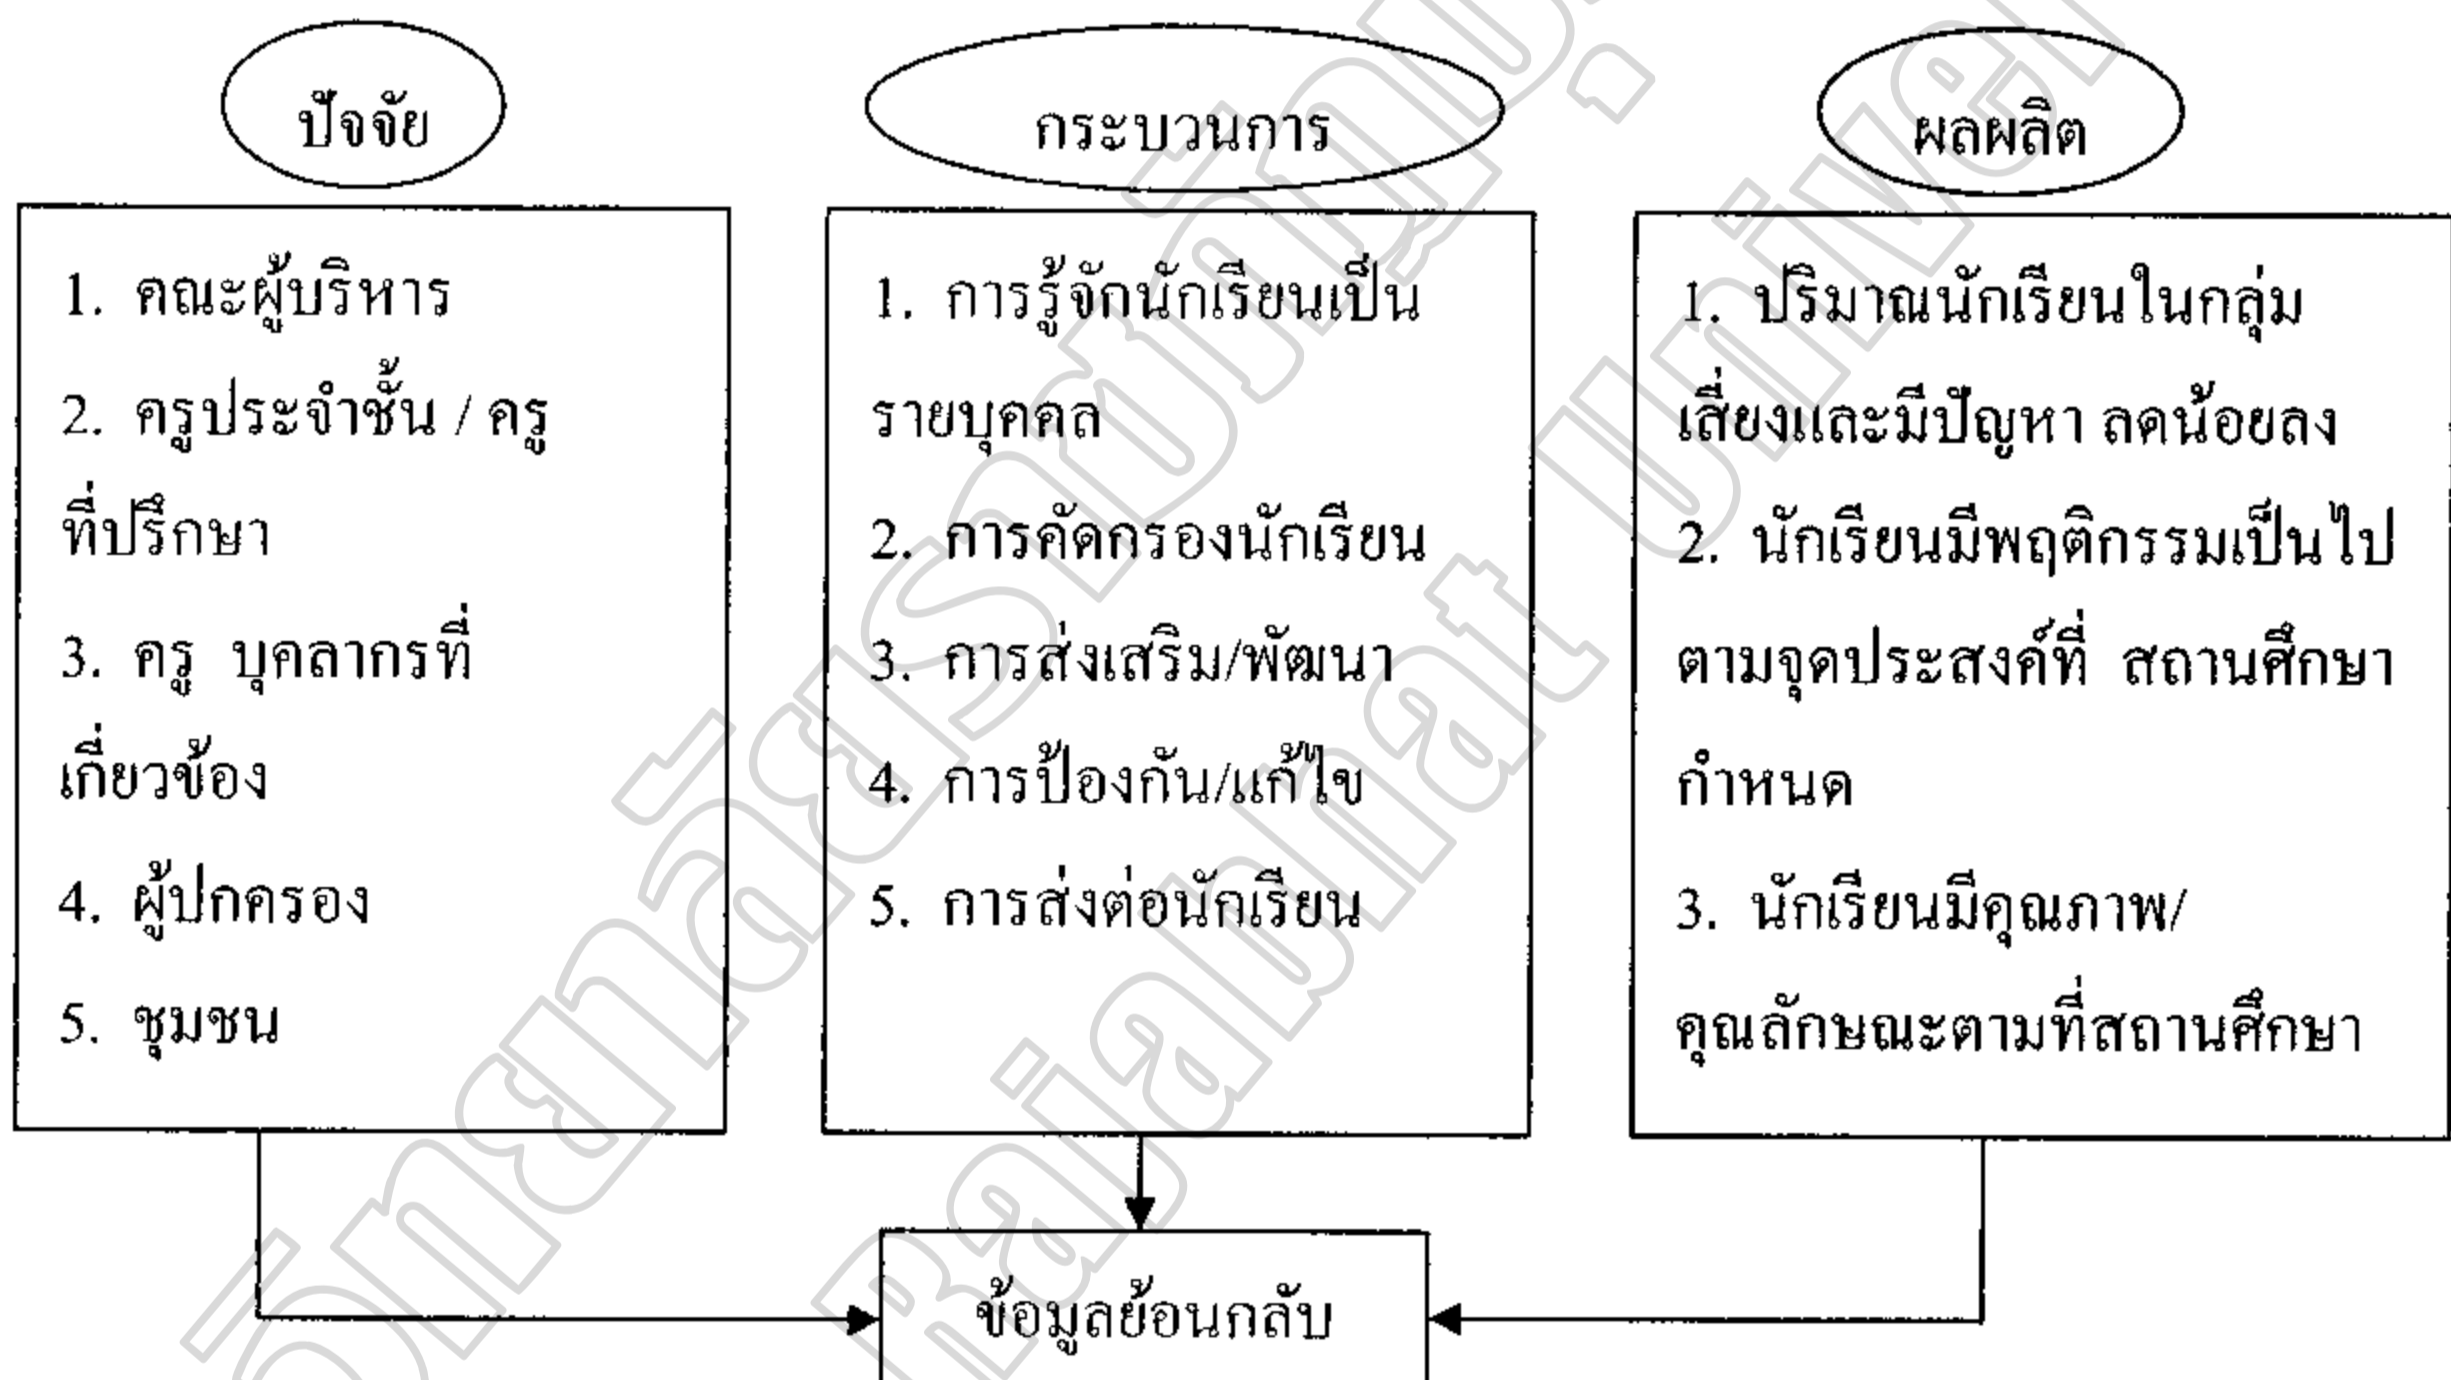 ปัจจัย
1. คณะผู้บริหาร
2. ครูประจำชั้น / ครู
ที่ปรึกษา
3. ครู บุคลากรที่
เกี่ยวข้อง
4. ผู้ปกครอง
5. ชุมชน
กระบวนการ
1. การรู้จักนักเรียนเป็น
รายบุคคล
2. การคัดกรองนักเรียน
3. การส่งเสริม/พัฒนา
4. การป้องกัน/แก้ไข
5. การส่งต่อนักเรียน
ผลผลิต
1. ปริมาณนักเรียนในกลุ่ม
เสี่ยงและมีปัญหา ลดน้อยลง
2. นักเรียนมีพฤติกรรมเป็นไป
ตามจุดประสงค์ที่ สถานศึกษา
กำหนด
3. นักเรียนมีคุณภาพ/
คุณลักษณะตามที่สถานศึกษา
ข้อมูลย้อนกลับ
Rajabhat